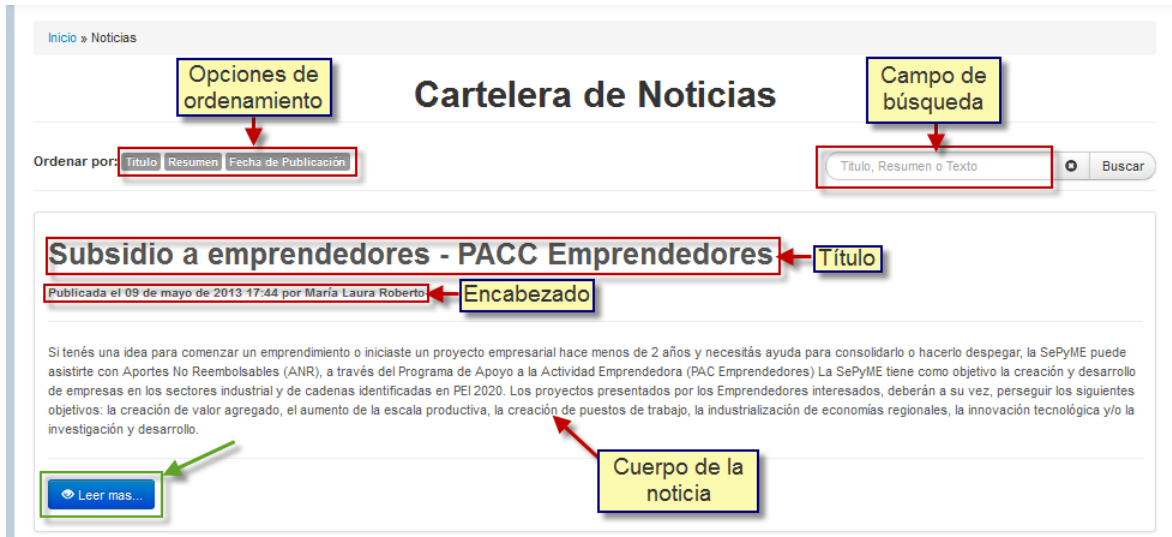 Inicio » Noticias
Opciones de
ordenamiento
Cartelera de Noticias
Campo de
búsqueda
Ordenar por: Titulo Resumen Fecha de Publicación
Titulo, Resumen o Texto
Buscar
Subsidio a emprendedores - PACC Emprendedores
Título
Publicada el 09 de mayo de 2013 17:44 por María Laura Roberto
Encabezado
Si tenés una idea para comenzar un emprendimiento o iniciaste un proyecto empresarial hace menos de 2 años y necesitás ayuda para consolidarlo o hacerlo despegar, la SePyME puede
asistirte con Aportes No Reembolsables (ANR), a través del Programa de Apoyo a la Actividad Emprendedora (PAC Emprendedores) La SePyME tiene como objetivo la creación y desarrollo
de empresas en los sectores industrial y de cadenas identificadas en PEI 2020. Los proyectos presentados por los Emprendedores interesados, deberán a su vez, perseguir los siguientes
objetivos: la creación de valor agregado, el aumento de la escala productiva, la creación de puestos de trabajo, la industrialización de economías regionales, la innovación tecnológica y/o la
investigación y desarrollo.
Cuerpo de la
noticia
Leer mas...